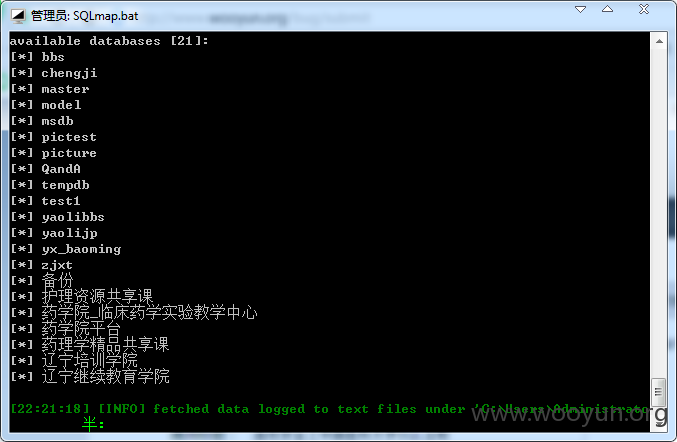 管理员: SQLmap.bat
available databases [21]:
[*] bbs
[*] chengji
[*] master
[*] model
[*] msdb
[*] pictest
[*] picture
[*] QandA
[*] tempdb
[*] test1
[*] yaolibbs
[*] yaolijp
[*] yx_baoming
[*] zjxt
[*] 备份
[*] 护理资源共享课
[*] 药学院_临床药学实验教学中心
[*] 药学院平台
[*] 药理学精品共享课
[*] 辽宁培训学院
[*] 辽宁继续教育学院
[22:21:18] [INFO] fetched data logged to text files under 'C:\Users\Administrato
www.wooyun.org
半: